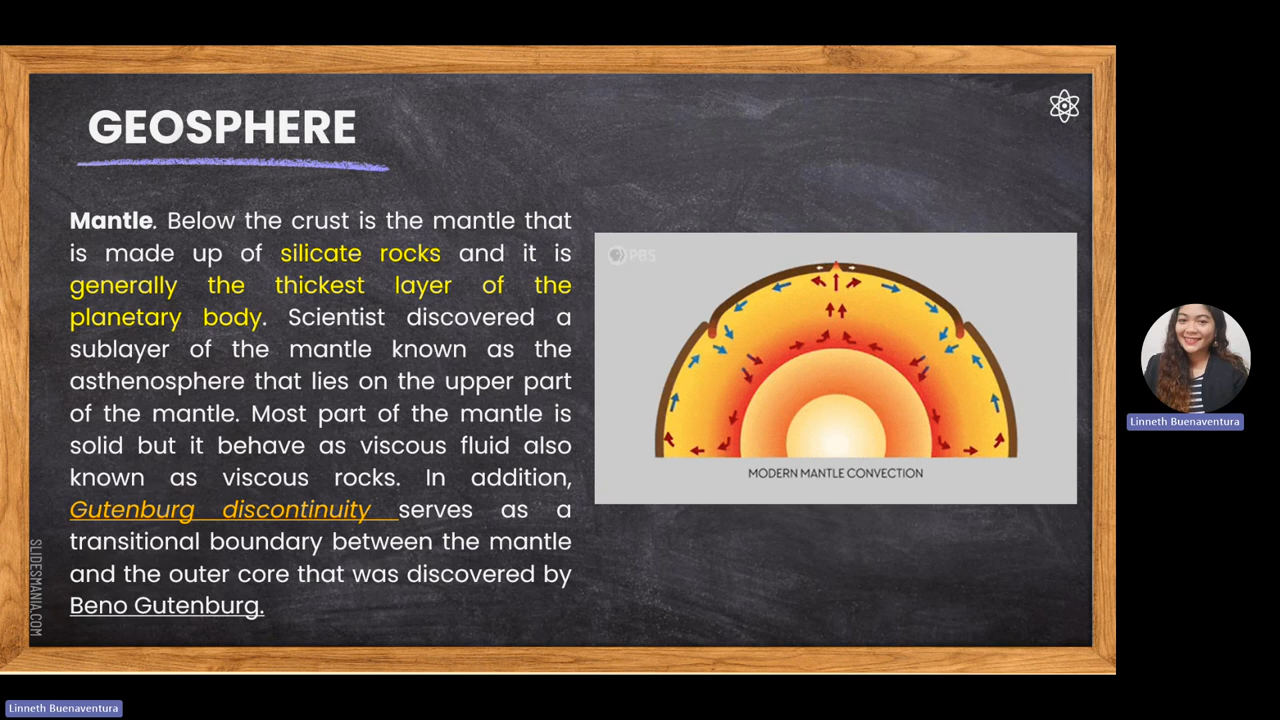 GEOSPHERE
Mantle. Below the crust is the mantle that
is made up of silicate rocks and it is
generally the thickest layer of the
planetary body. Scientist discovered a
sublayer of the mantle known as the
asthenosphere that lies on the upper part
of the mantle. Most part of the mantle is
solid but it behave as viscous fluid also
known as viscous rocks. In addition,
Gutenburg discontinuity serves as a
transitional boundary between the mantle
and the outer core that was discovered by
Beno Gutenburg.
PBS
MODERN MANTLE CONVECTION
SLIDESMANIA.COM
Linneth Buenaventura
Linneth Buenaventura